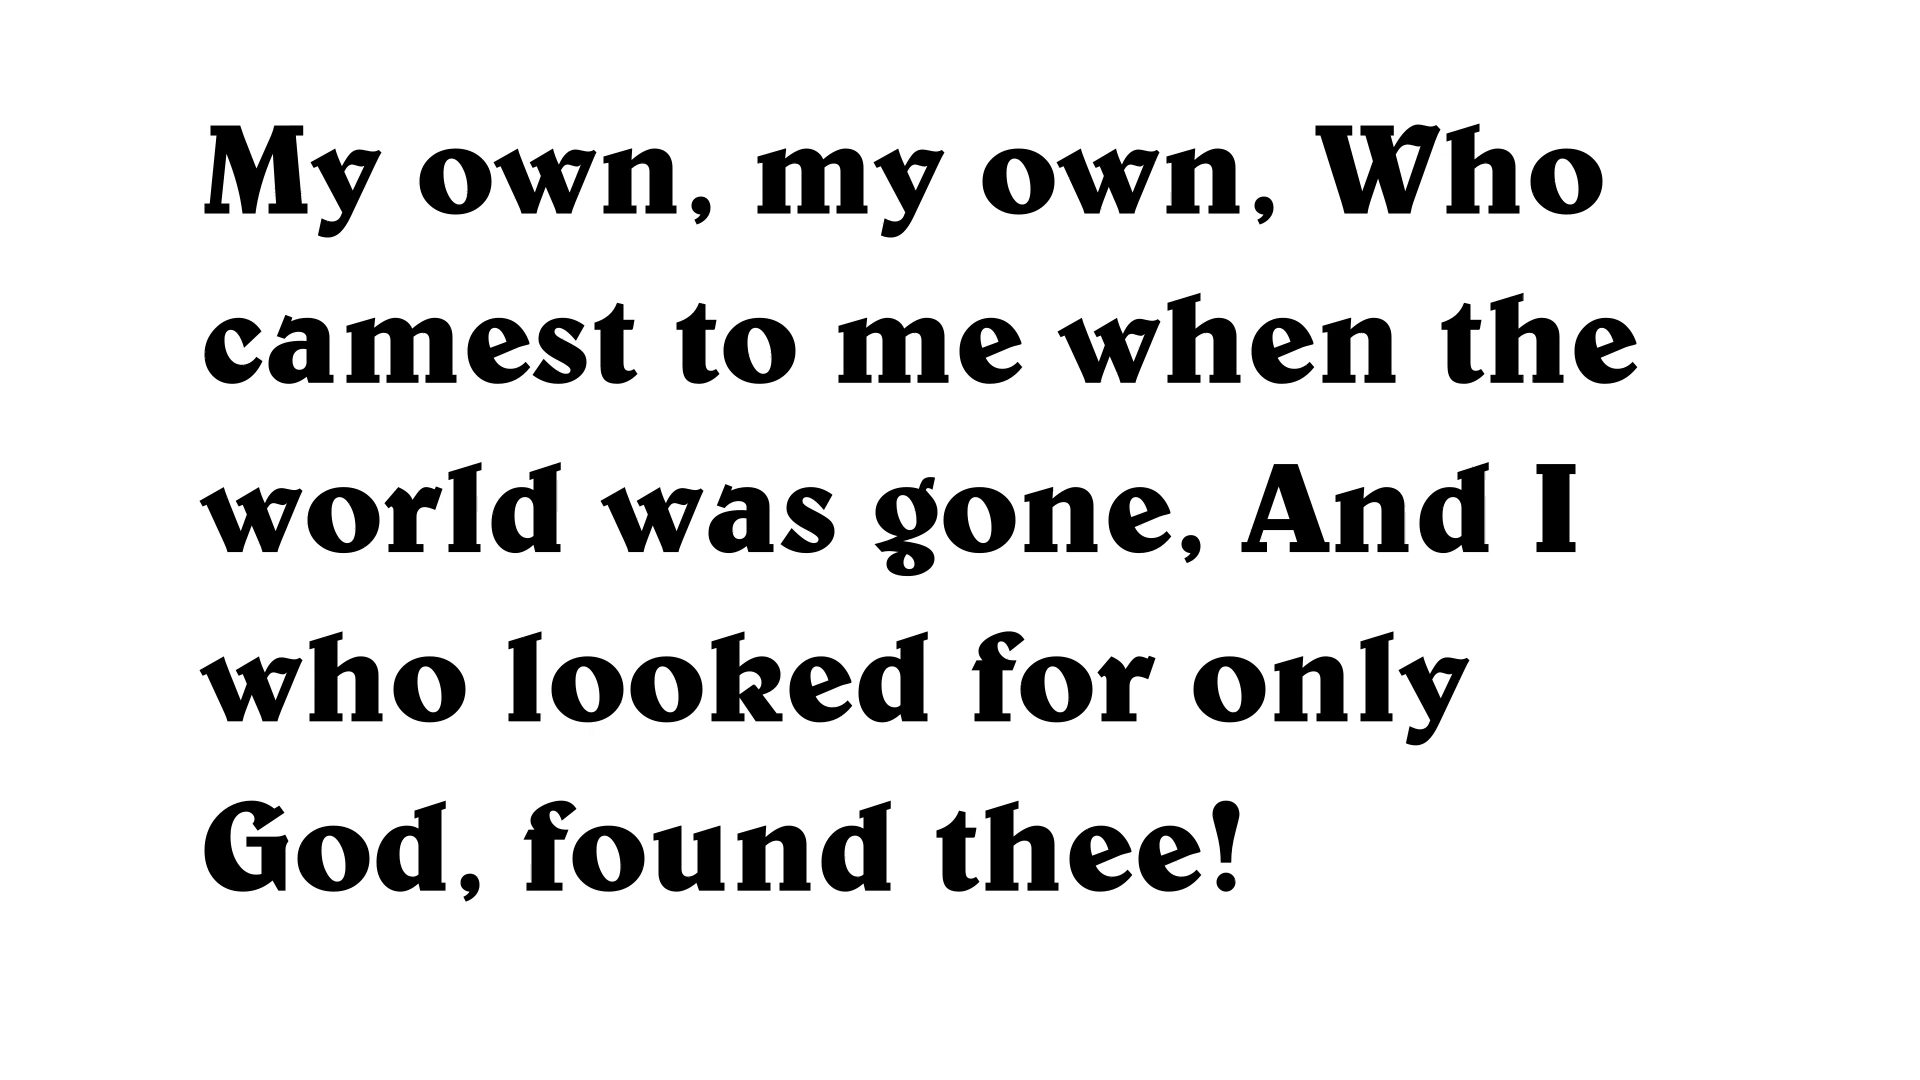 My own, my own, Who
camest to me when the
world was gone, And I
who looked for only
God, found thee!